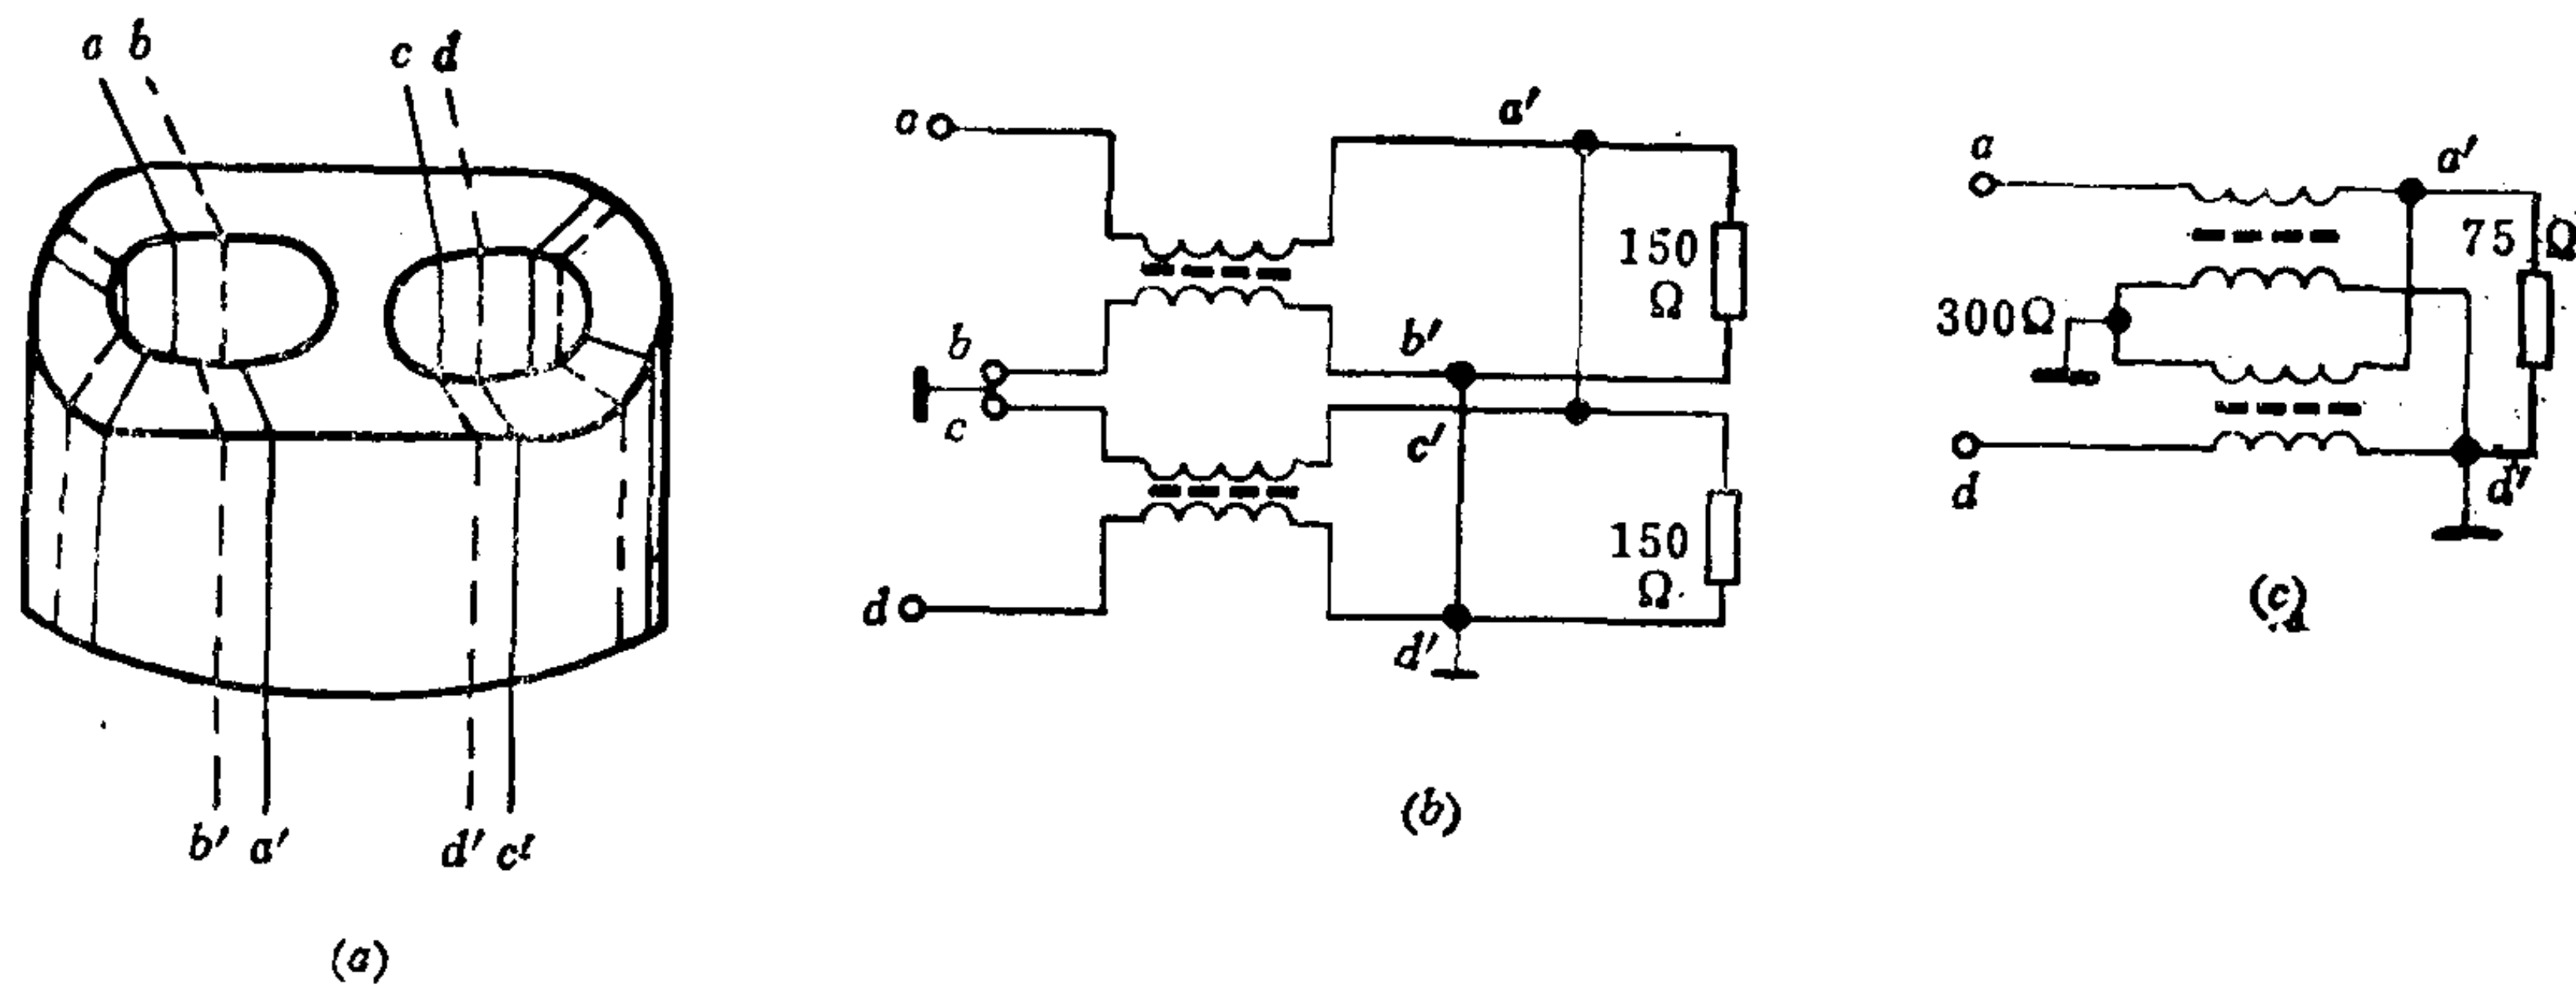 a b c d
b' a' d' c'
(a)
a
a'
150
Ω
b
b'
c
c'
150
Ω
d
d'
(b)
a
a'
75 Ω
300Ω
d
d'
(c)